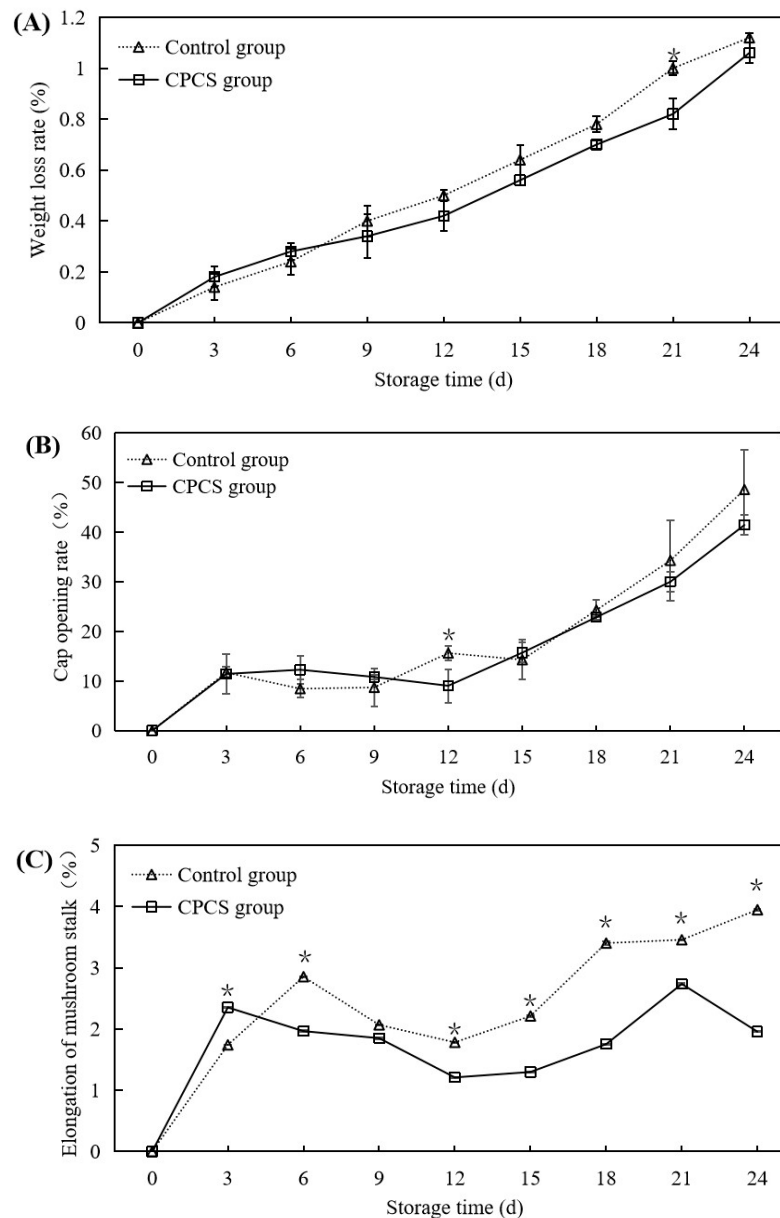 (A)
1.2
1
0.8
0.6
0.4
0.2
0
Weight loss rate (%)
Control group
CPCS group
*
0 3 6 9 12 15 18 21 24
Storage time (d)
(B)
60
50
40
30
20
10
0
Cap opening rate（%）
Control group
CPCS group
*
0 3 6 9 12 15 18 21 24
Storage time (d)
(C)
5
4
3
2
1
0
Elongation of mushroom stalk（%）
Control group
CPCS group
* * * * * * *
0 3 6 9 12 15 18 21 24
Storage time (d)